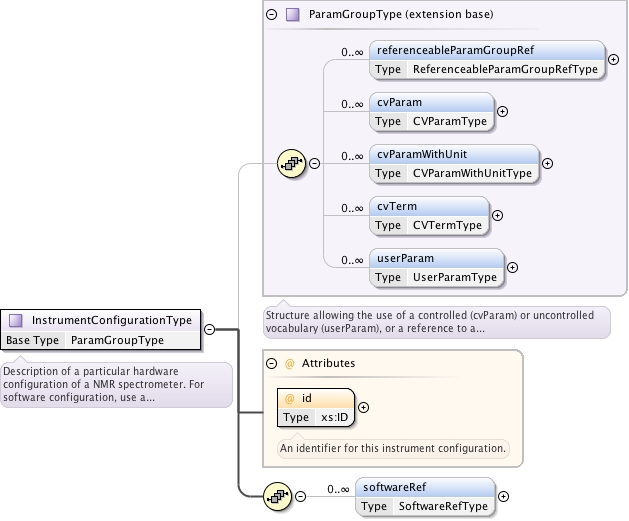 ParamGroupType (extension base)
0..∞
referenceableParamGroupRef
Type ReferenceableParamGroupRefType
0..∞
cvParam
Type CVParamType
0..∞
cvParamWithUnit
Type CVParamWithUnitType
0..∞
cvTerm
Type CVTermType
0..∞
userParam
Type UserParamType
Structure allowing the use of a controlled (cvParam) or uncontrolled
vocabulary (userParam), or a reference to a...
InstrumentConfigurationType
Base Type ParamGroupType
Description of a particular hardware
configuration of a NMR spectrometer. For
software configuration, use a...
@ Attributes
@ id
Type xs:ID
An identifier for this instrument configuration.
0..∞
softwareRef
Type SoftwareRefType